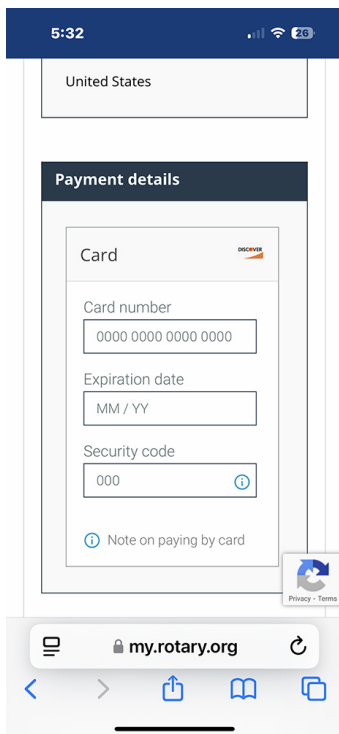 5:32
26
United States
Payment details
Card
DISCOVER
Card number
0000 0000 0000 0000
Expiration date
MM / YY
Security code
000
Note on paying by card
Privacy - Terms
my.rotary.org